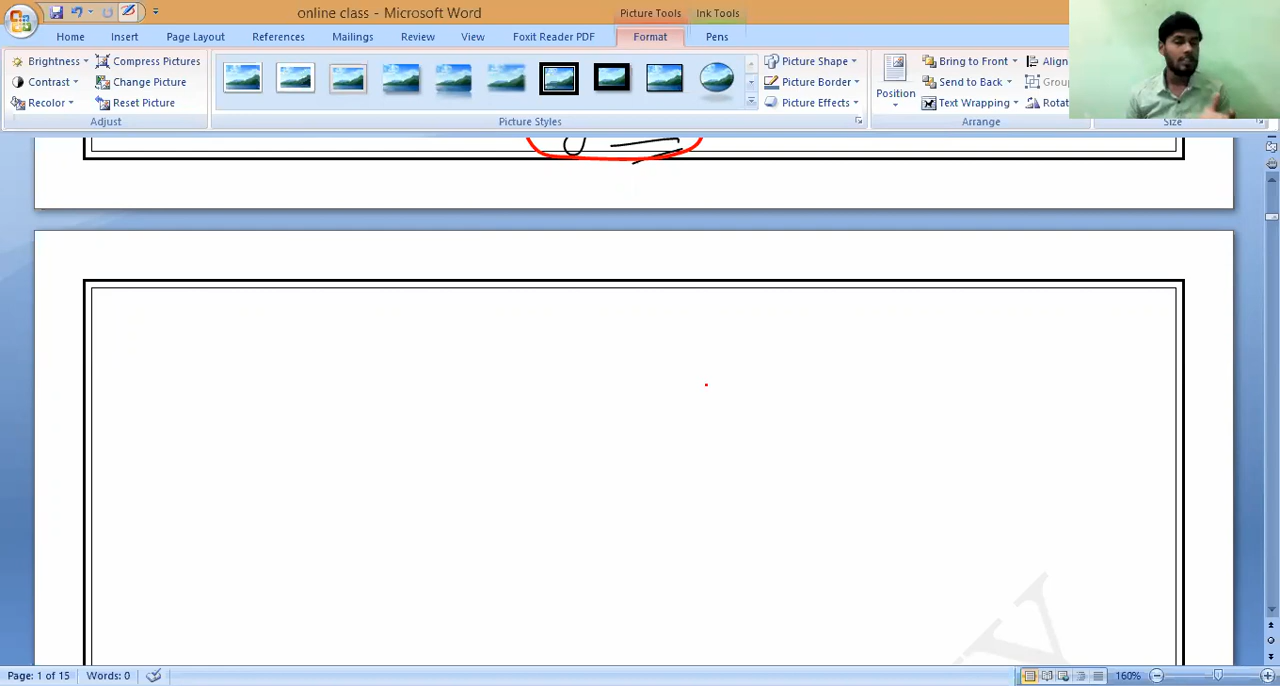 online class - Microsoft Word
Picture Tools
Ink Tools
Home
Insert
Page Layout
References
Mailings
Review
View
Foxit Reader PDF
Format
Pens
Brightness
Contrast
Recolor
Compress Pictures
Change Picture
Reset Picture
Adjust
Picture Styles
Picture Shape
Picture Border
Picture Effects
Position
Bring to Front
Send to Back
Text Wrapping
Align
Group
Rotat
Arrange
Size
V
Page: 1 of 15
Words: 0
160%